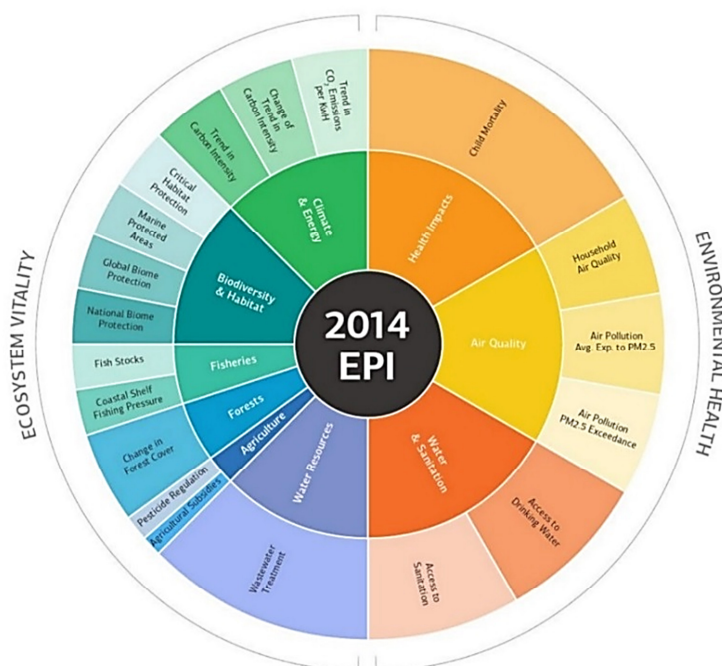 2014
EPI
ECOSYSTEM VITALITY
ENVIRONMENTAL HEALTH
Health Impacts
Child Mortality
Air Quality
Household
Air Quality
Air Pollution
Avg. Exp. to PM2.5
Air Pollution
PM2.5 Exceedance
Water
& Sanitation
Access to
Drinking Water
Access to
Sanitation
Water Resources
Wastewater
Treatment
Agriculture
Agricultural Subsidies
Pesticide Regulation
Forests
Change in
Forest Cover
Fisheries
Coastal Shelf
Fishing Pressure
Fish Stocks
Biodiversity
& Habitat
National Biome
Protection
Global Biome
Protection
Marine
Protected
Areas
Critical
Habitat
Protection
Climate
& Energy
Trend in
Carbon Intensity
Change of
Trend in
Carbon Intensity
Trend in
CO₂ Emissions
per KwH